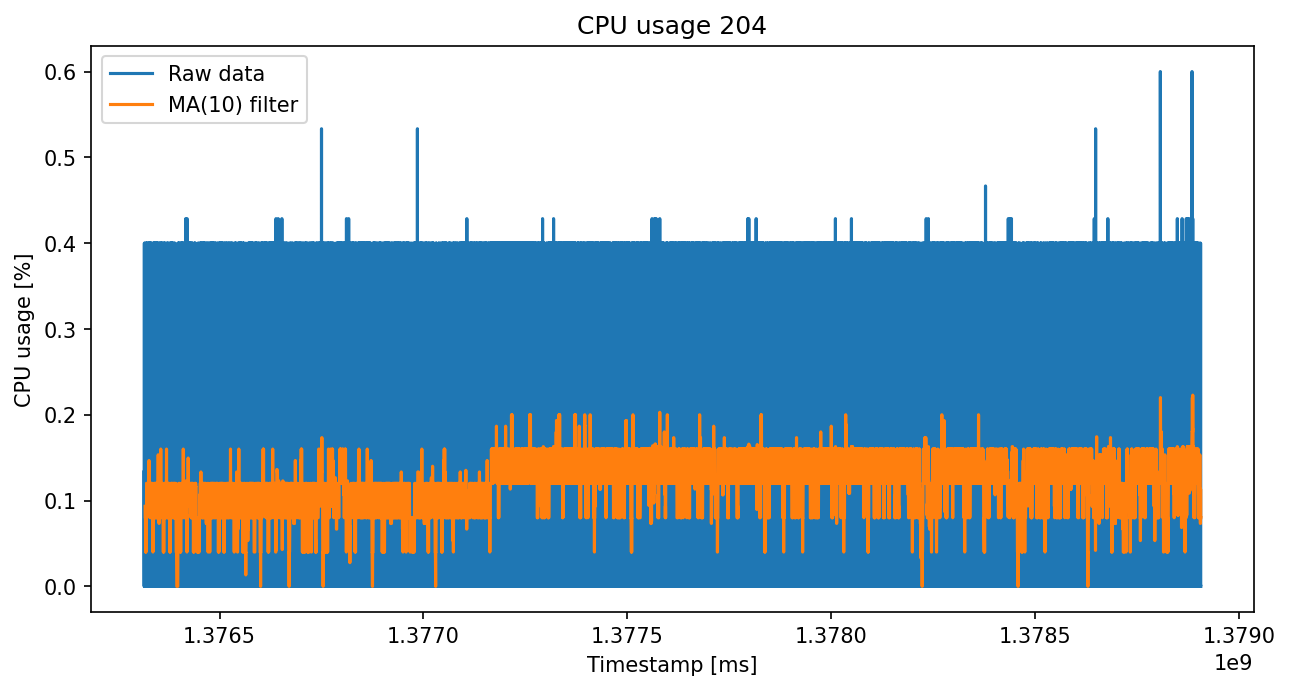 CPU usage 204
Raw data
MA(10) filter
CPU usage [%]
0.6
0.5
0.4
0.3
0.2
0.1
0.0
1.3765
1.3770
1.3775
1.3780
1.3785
1.3790
1e9
Timestamp [ms]